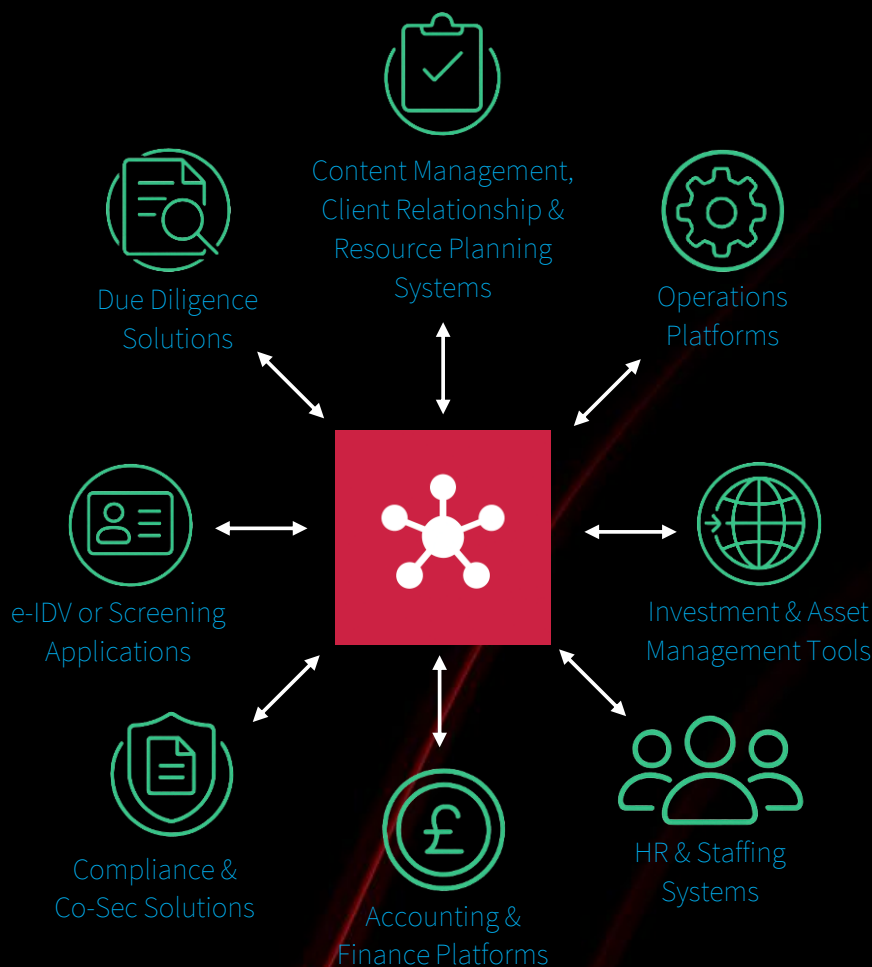 Content Management,
Client Relationship &
Resource Planning
Systems
Due Diligence
Solutions
Operations
Platforms
e-IDV or Screening
Applications
Investment & Asset
Management Tools
Compliance &
Co-Sec Solutions
£
Accounting &
Finance Platforms
HR & Staffing
Systems